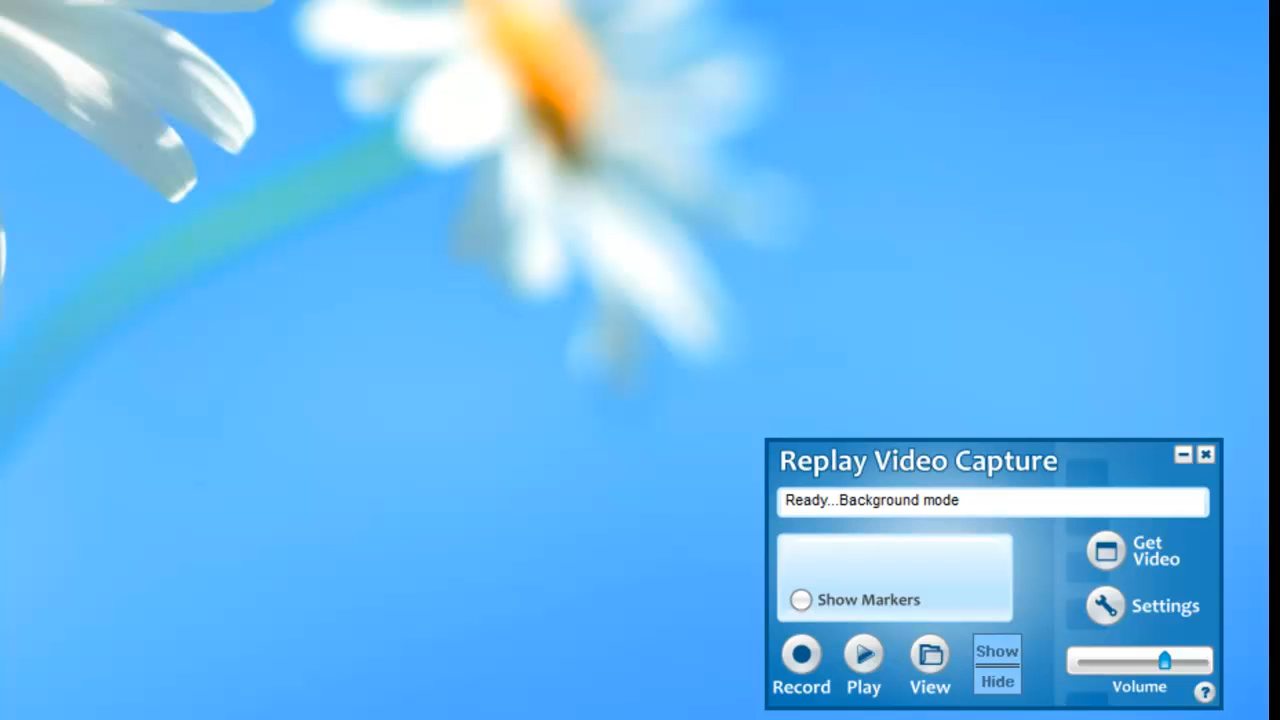 Replay Video Capture
Ready...Background mode
Get
Video
Show Markers
Settings
Show
Hide
Record
Play
View
Volume
?